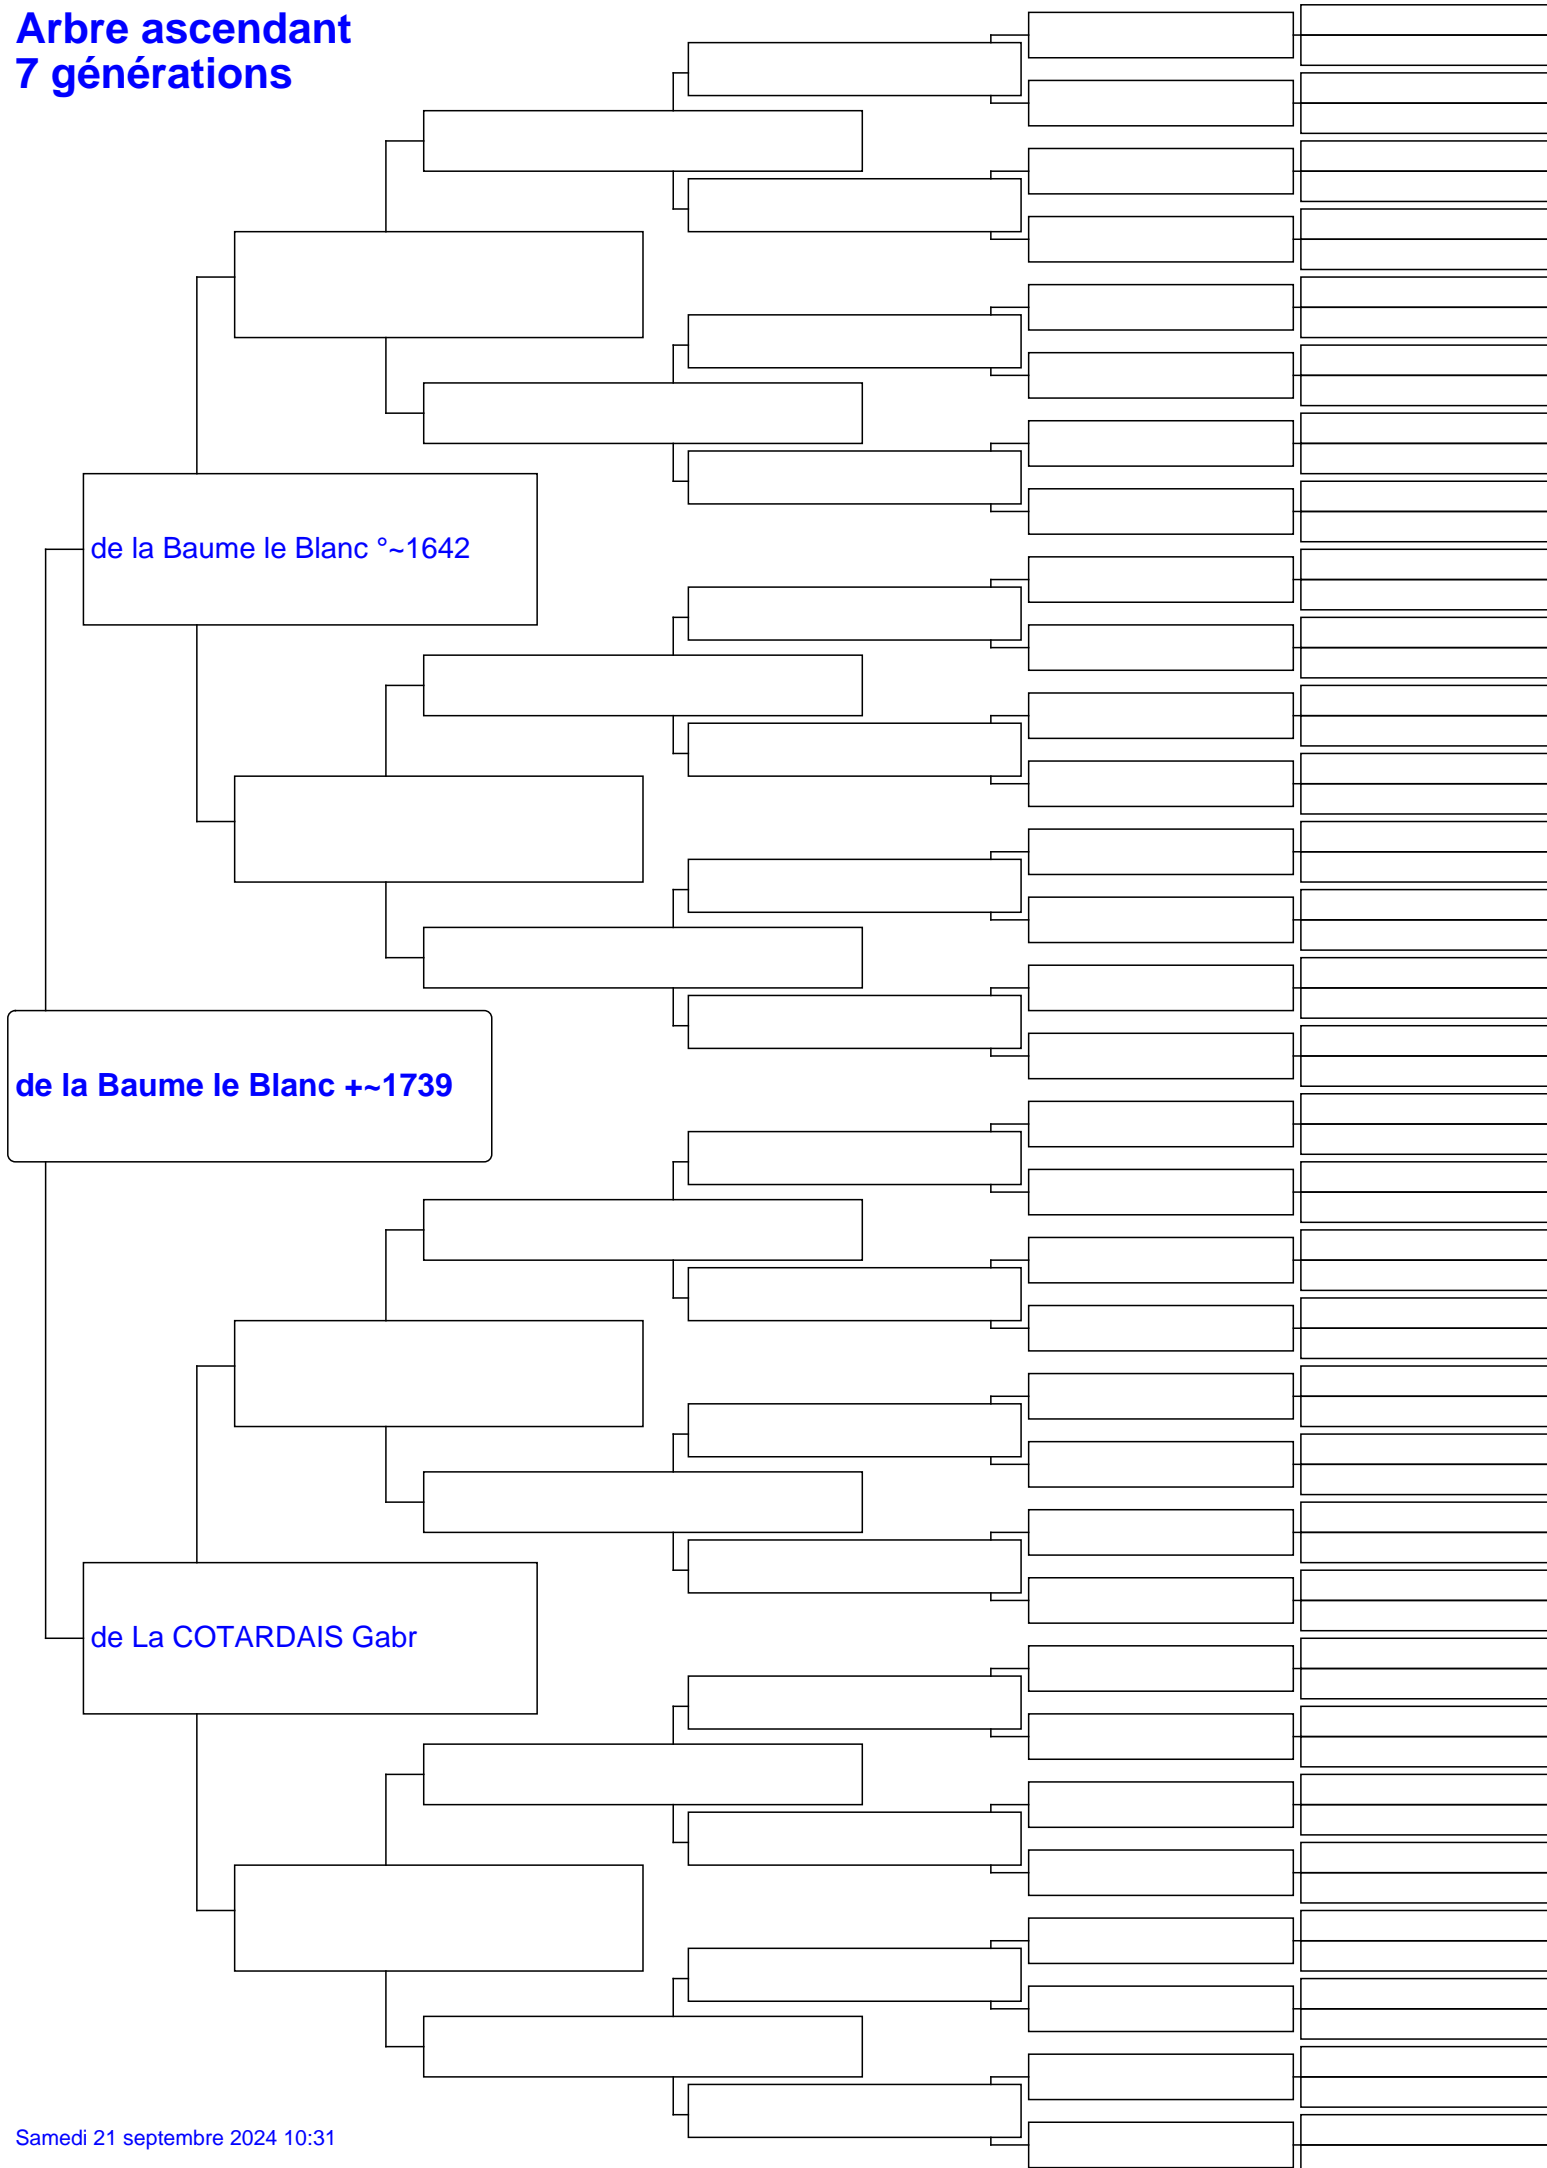 Arbre ascendant
7 générations
de la Baume le Blanc °~1642
de la Baume le Blanc +~1739
de La COTARDAIS Gabr
Samedi 21 septembre 2024 10:31